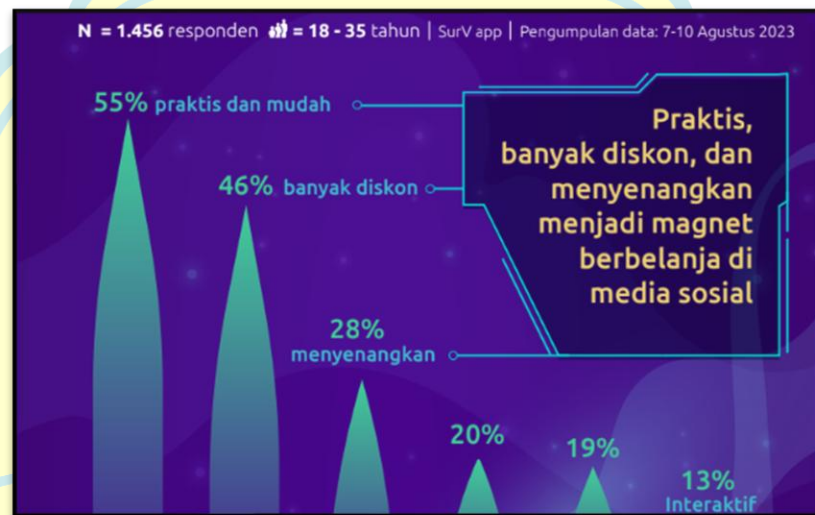 N = 1.456 responden = 18 - 35 tahun | SurV app | Pengumpulan data: 7-10 Agustus 2023
55% praktis dan mudah
46% banyak diskon
28%
menyenangkan
20%
19%
13%
Interaktif
Praktis,
banyak diskon, dan
menyenangkan
menjadi magnet
berbelanja di
media sosial